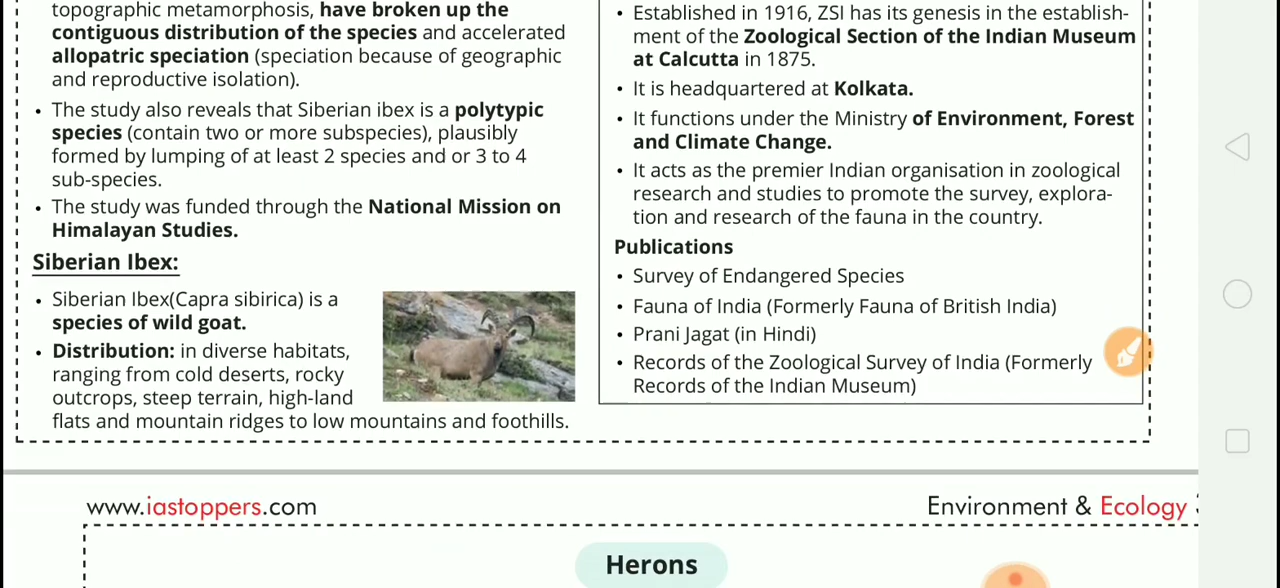 topographic metamorphosis, have broken up the
contiguous distribution of the species and accelerated
allopatric speciation (speciation because of geographic
and reproductive isolation).
• The study also reveals that Siberian ibex is a polytypic
species (contain two or more subspecies), plausibly
formed by lumping of at least 2 species and or 3 to 4
sub-species.
• The study was funded through the National Mission on
Himalayan Studies.
Siberian Ibex:
• Siberian Ibex(Capra sibirica) is a
species of wild goat.
• Distribution: in diverse habitats,
ranging from cold deserts, rocky
outcrops, steep terrain, high-land
flats and mountain ridges to low mountains and foothills.
• Established in 1916, ZSI has its genesis in the establish-
ment of the Zoological Section of the Indian Museum
at Calcutta in 1875.
• It is headquartered at Kolkata.
• It functions under the Ministry of Environment, Forest
and Climate Change.
• It acts as the premier Indian organisation in zoological
research and studies to promote the survey, explora-
tion and research of the fauna in the country.
Publications
• Survey of Endangered Species
• Fauna of India (Formerly Fauna of British India)
• Prani Jagat (in Hindi)
• Records of the Zoological Survey of India (Formerly
Records of the Indian Museum)
www.iastoppers.com
Environment & Ecology
Herons